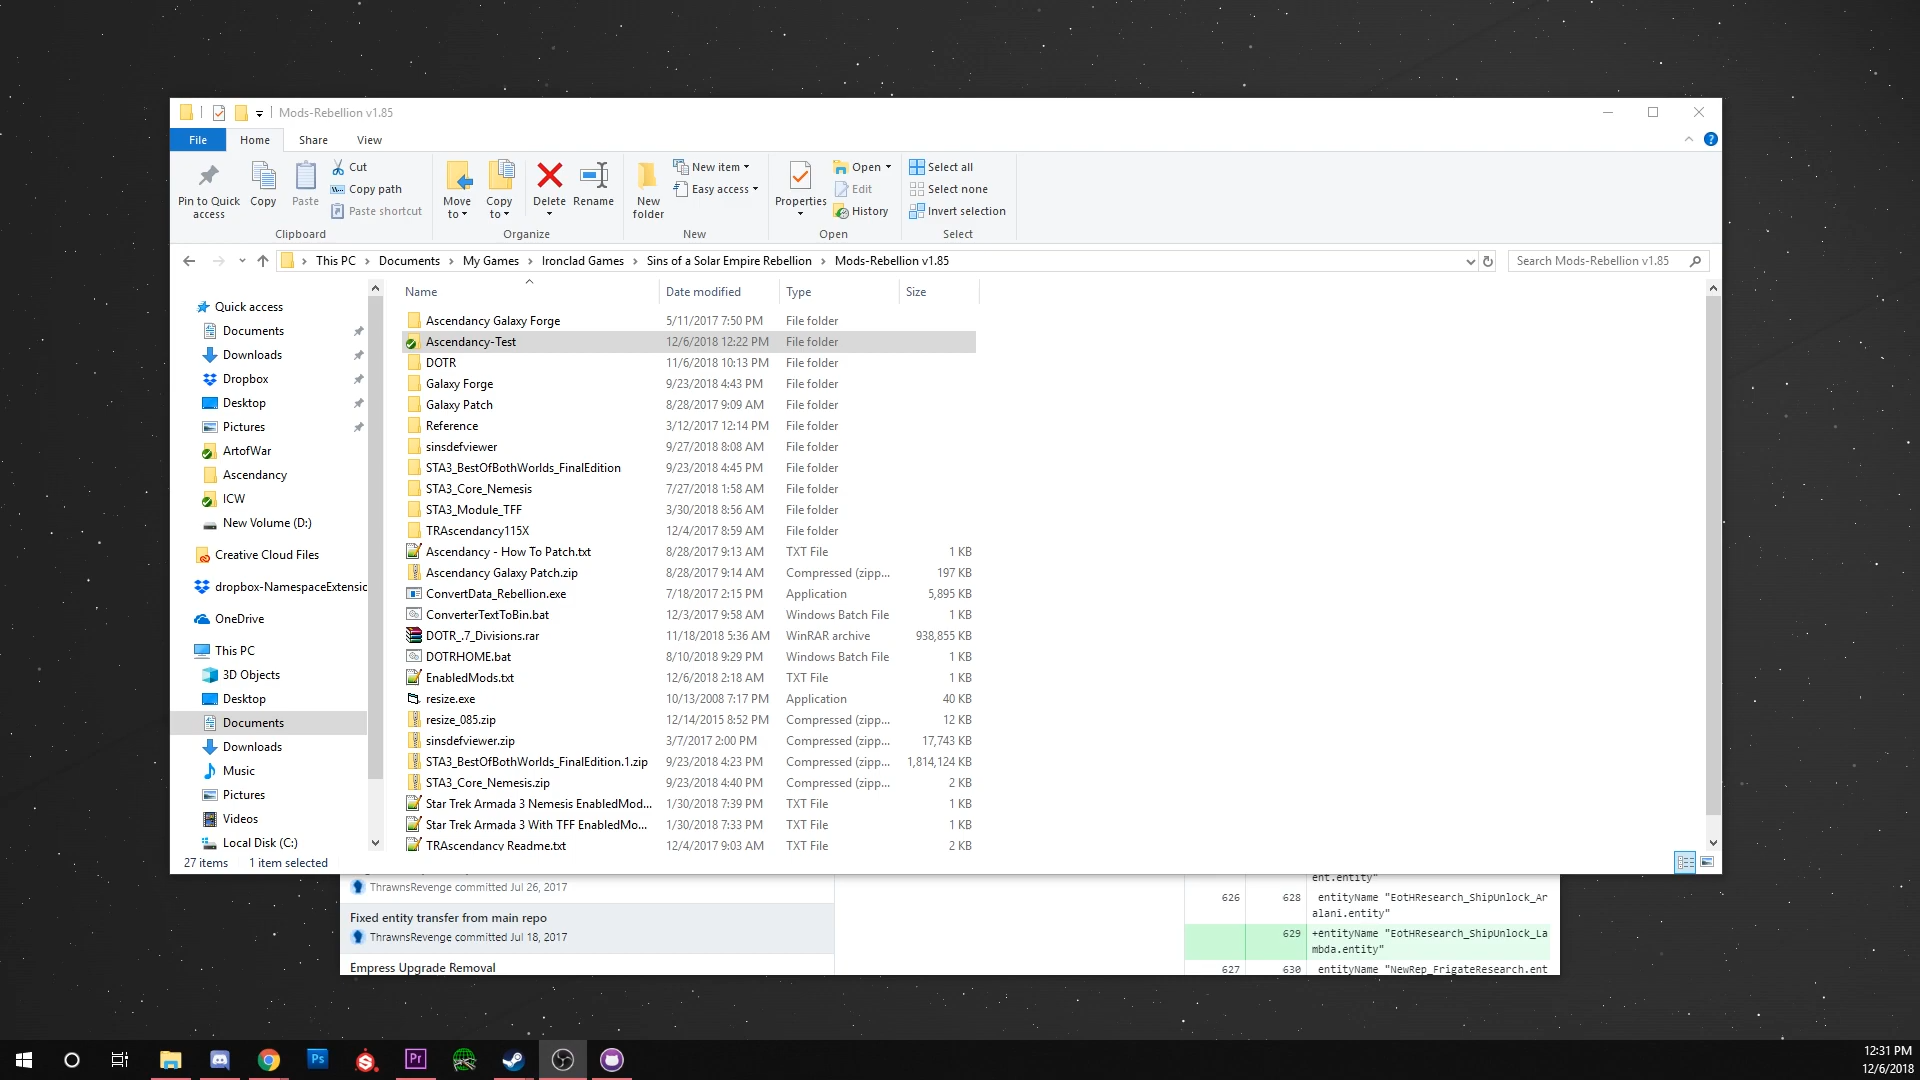 Mods-Rebellion v1.85
File Home Share View
Pin to Quick access
Copy
Paste
Cut
Copy path
Paste shortcut
Clipboard
Move to
Copy to
Delete
Rename
Organize
New folder
New item
Easy access
New
Properties
Open
Edit
History
Open
Select all
Select none
Invert selection
Select
This PC Documents My Games Ironclad Games Sins of a Solar Empire Rebellion Mods-Rebellion v1.85
Search Mods-Rebellion v1.85
Quick access
Documents
Downloads
Dropbox
Desktop
Pictures
ArtofWar
Ascendancy
ICW
New Volume (D:)
Creative Cloud Files
dropbox-NamespaceExtensio
OneDrive
This PC
3D Objects
Desktop
Documents
Downloads
Music
Pictures
Videos
Local Disk (C:)
Name Date modified Type Size
Ascendancy Galaxy Forge 5/11/2017 7:50 PM File folder
Ascendancy-Test 12/6/2018 12:22 PM File folder
DOTR 11/6/2018 10:13 PM File folder
Galaxy Forge 9/23/2018 4:43 PM File folder
Galaxy Patch 8/28/2017 9:09 AM File folder
Reference 3/12/2017 12:14 PM File folder
sinsdefviewer 9/27/2018 8:08 AM File folder
STA3_BestOfBothWorlds_FinalEdition 9/23/2018 4:45 PM File folder
STA3_Core_Nemesis 7/27/2018 1:58 AM File folder
STA3_Module_TFF 3/30/2018 8:56 AM File folder
TRAscendancy115X 12/4/2017 8:59 AM File folder
Ascendancy - How To Patch.txt 8/28/2017 9:13 AM TXT File 1 KB
Ascendancy Galaxy Patch.zip 8/28/2017 9:14 AM Compressed (zipp... 197 KB
ConvertData_Rebellion.exe 7/18/2017 2:15 PM Application 5,895 KB
ConverterTextToBin.bat 12/3/2017 9:58 AM Windows Batch File 1 KB
DOTR_.7_Divisions.rar 11/18/2018 5:36 AM WinRAR archive 938,855 KB
DOTRHOME.bat 8/10/2018 9:29 PM Windows Batch File 1 KB
EnabledMods.txt 12/6/2018 2:18 AM TXT File 1 KB
resize.exe 10/13/2008 7:17 PM Application 40 KB
resize_085.zip 12/14/2015 8:52 PM Compressed (zipp... 12 KB
sinsdefviewer.zip 3/7/2017 2:00 PM Compressed (zipp... 17,743 KB
STA3_BestOfBothWorlds_FinalEdition.1.zip 9/23/2018 4:23 PM Compressed (zipp... 1,814,124 KB
STA3_Core_Nemesis.zip 9/23/2018 4:40 PM Compressed (zipp... 2 KB
Star Trek Armada 3 Nemesis EnabledMod... 1/30/2018 7:39 PM TXT File 1 KB
Star Trek Armada 3 With TFF EnabledMo... 1/30/2018 7:33 PM TXT File 1 KB
TRAscendancy Readme.txt 12/4/2017 9:03 AM TXT File 2 KB
27 items 1 item selected
ThrawnsRevenge committed Jul 26, 2017
Fixed entity transfer from main repo
ThrawnsRevenge committed Jul 18, 2017
Empress Upgrade Removal
ent.entity"
626 628 entityName "EotHResearch_ShipUnlock_Ar
alani.entity"
629 +entityName "EotHResearch_ShipUnlock_La
mbda.entity"
627 630 entityName "NewRep_FrigateResearch.ent
Ps
Pr
12:31 PM
12/6/2018